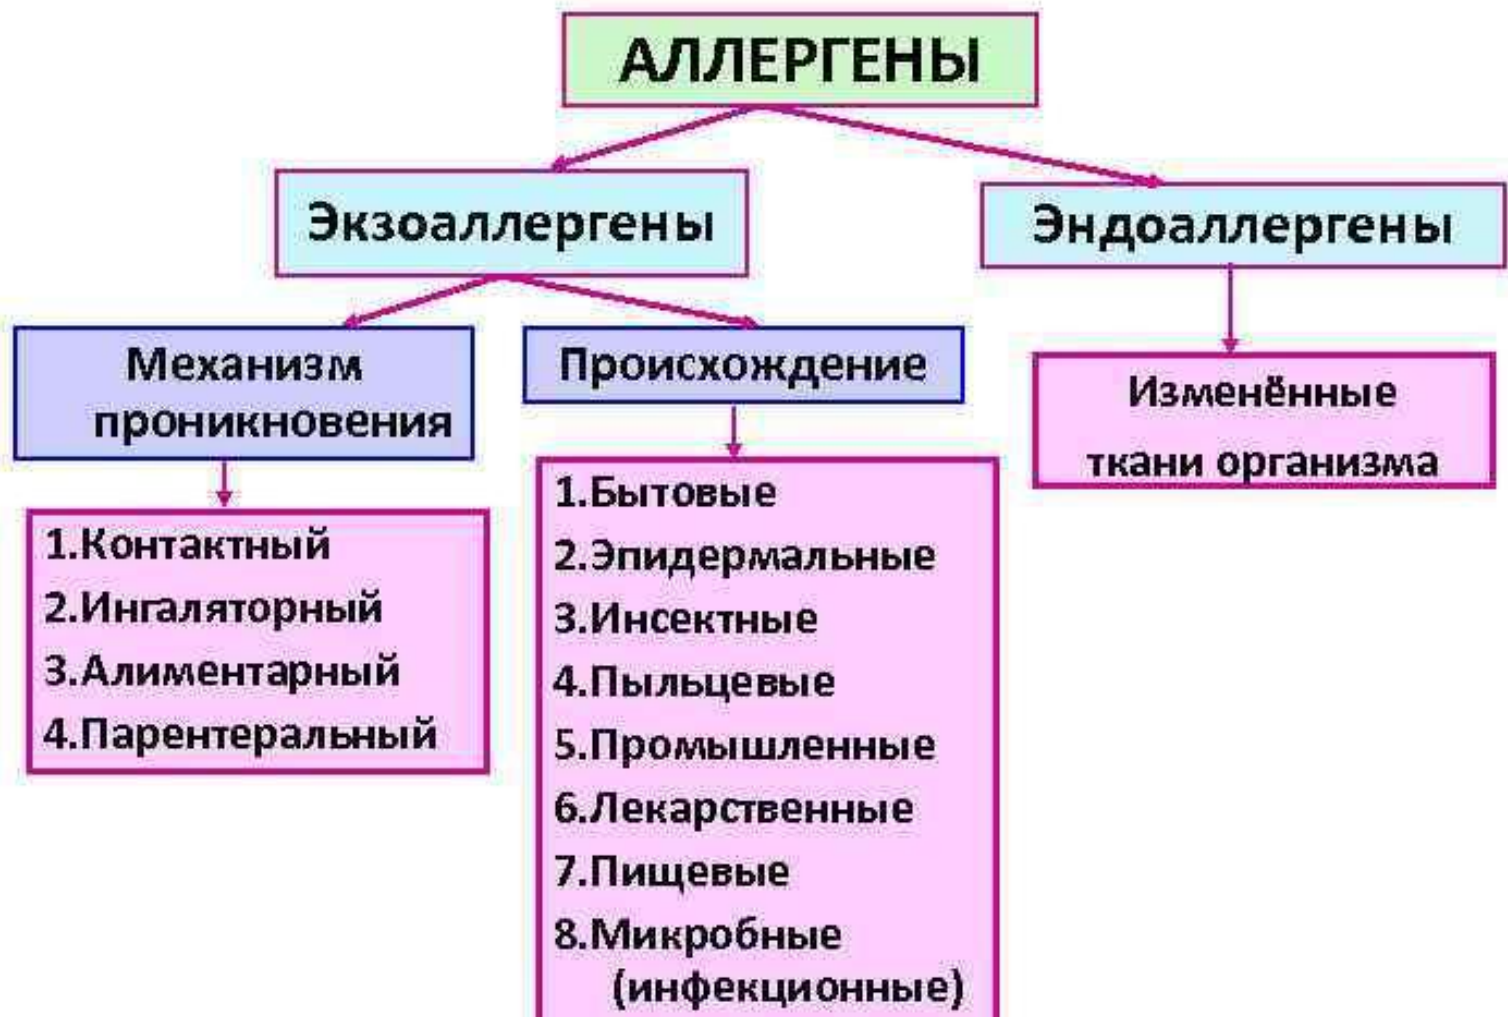 АЛЛЕРГЕНЫ
Экзоаллергены
Эндоаллергены
Механизм
проникновения
Происхождение
Изменённые
ткани организма
1.Контактный
2.Ингаляторный
3.Алиментарный
4.Парентеральный
1.Бытовые
2.Эпидермальные
3.Инсектные
4.Пыльцевые
5.Промышленные
6.Лекарственные
7.Пищевые
8.Микробные
(инфекционные)